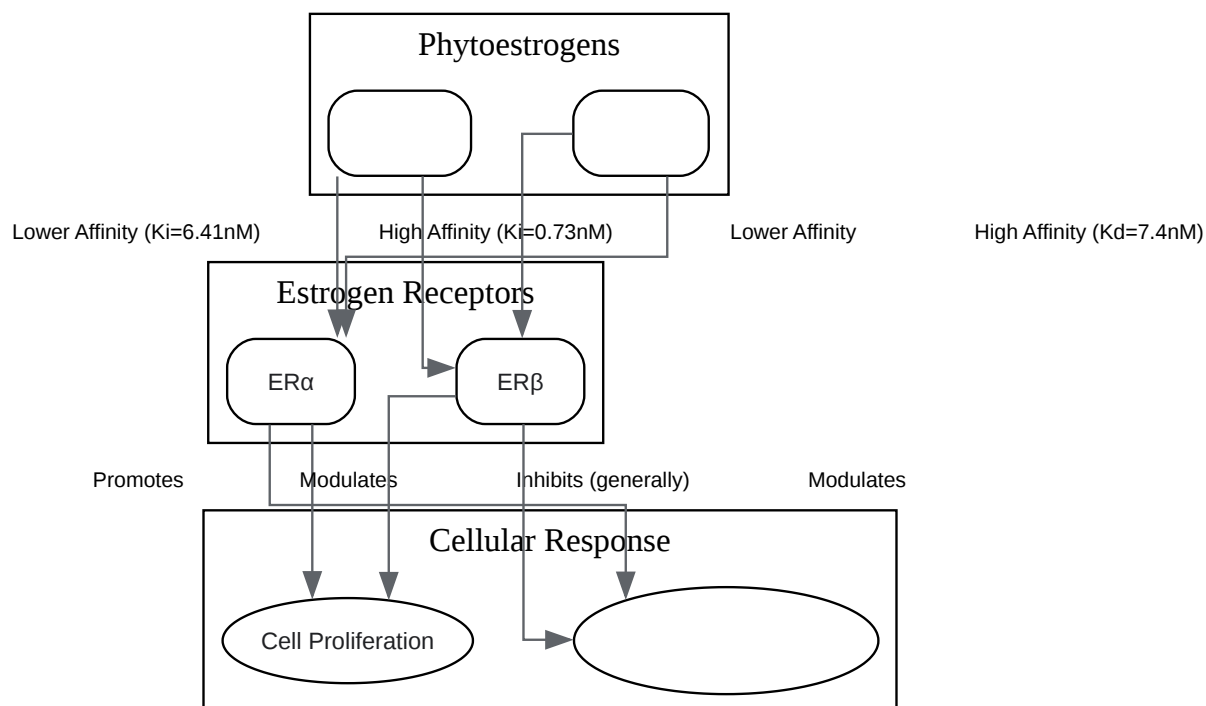 Phytoestrogens
Lower Affinity (Ki=6.41nM)
High Affinity (Ki=0.73nM)
Lower Affinity
High Affinity (Kd=7.4nM)
Estrogen Receptors
ERα
ERβ
Promotes
Modulates
Inhibits (generally)
Modulates
Cellular Response
Cell Proliferation